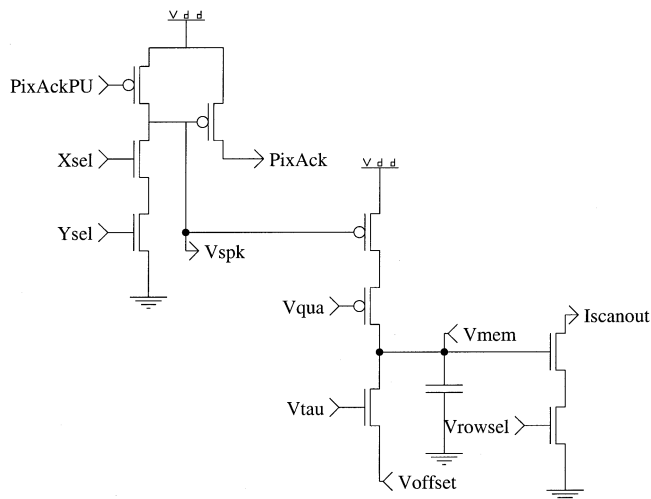 Vdd
PixAckPU
Xsel
PixAck
Vdd
Ysel
Vspk
Vqua
Iscanout
Vmem
Vtau
Vrowsel
Voffset